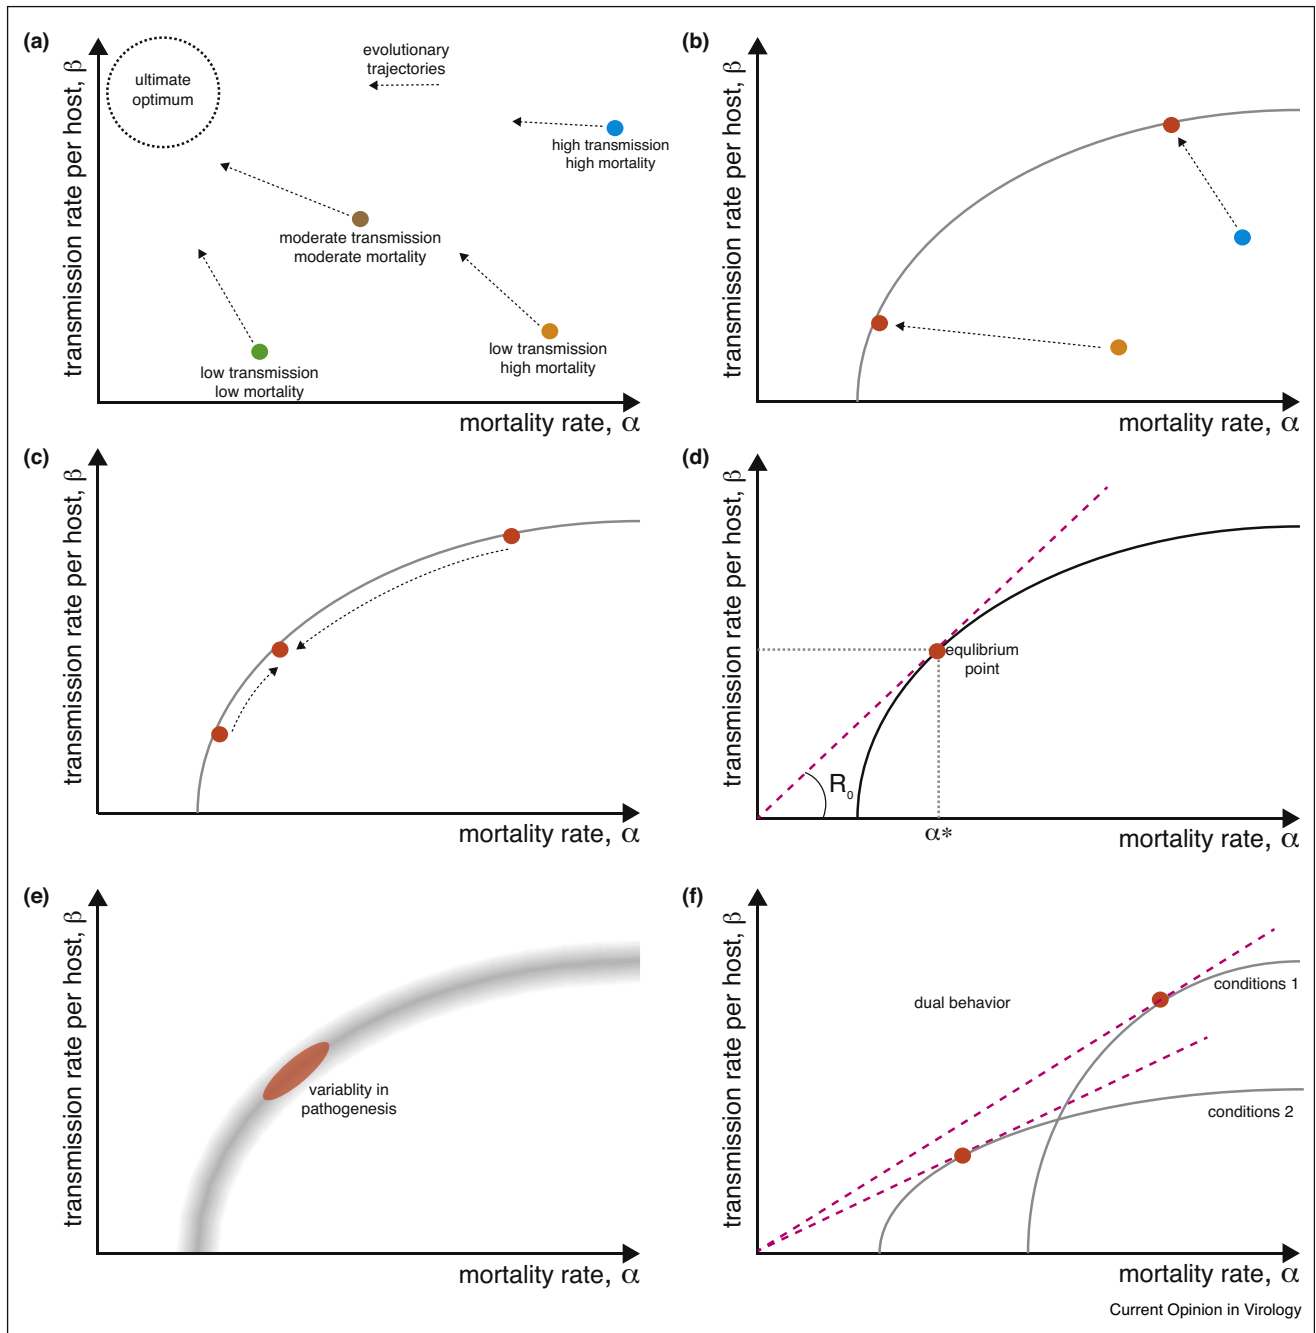 (a)
transmission rate per host, β
ultimate
optimum
evolutionary
trajectories
high transmission
high mortality
moderate transmission
moderate mortality
low transmission
high mortality
low transmission
low mortality
mortality rate, α
(b)
transmission rate per host, β
mortality rate, α
(c)
transmission rate per host, β
mortality rate, α
(d)
transmission rate per host, β
equlibrium
point
R₀
α*
mortality rate, α
(e)
transmission rate per host, β
variablity in
pathogenesis
mortality rate, α
(f)
transmission rate per host, β
dual behavior
conditions 1
conditions 2
mortality rate, α
Current Opinion in Virology